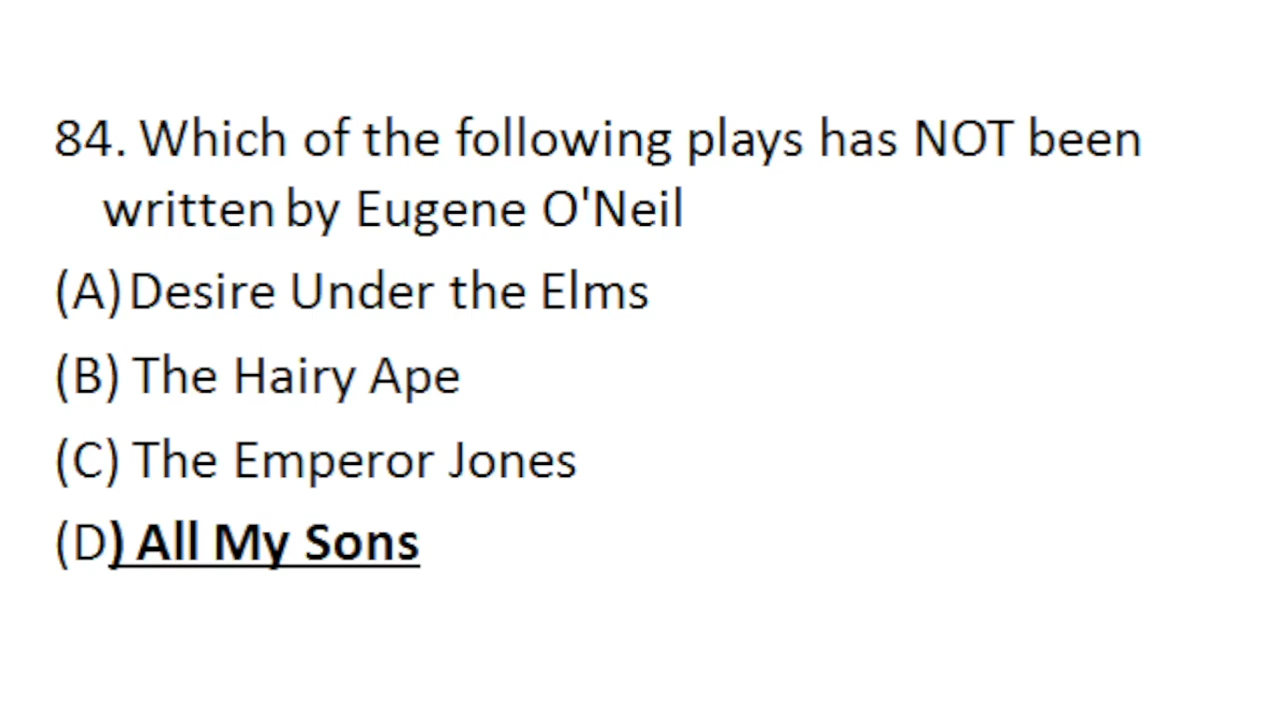 84. Which of the following plays has NOT been
written by Eugene O'Neil
(A) Desire Under the Elms
(B) The Hairy Ape
(C) The Emperor Jones
(D) All My Sons